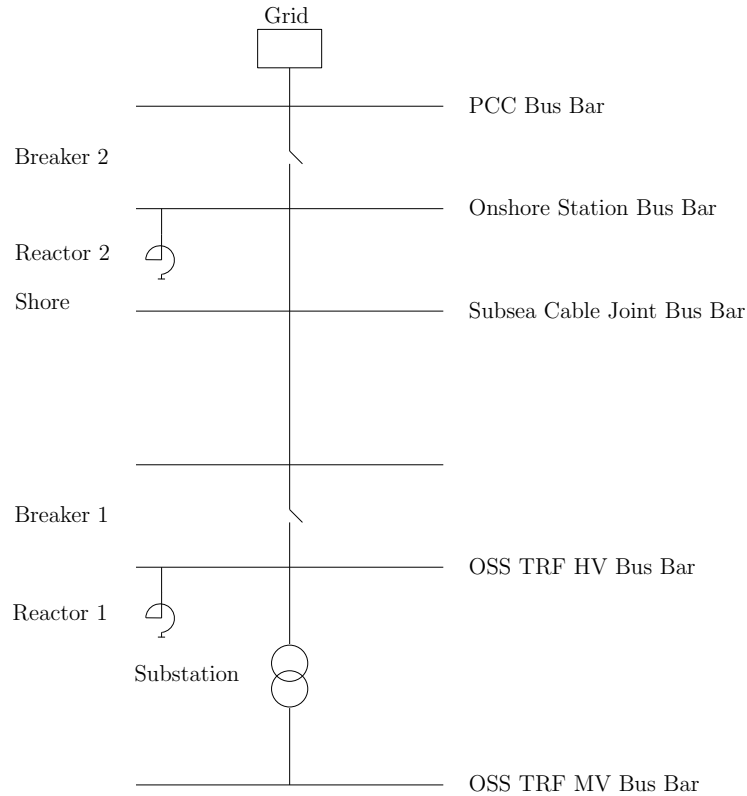 Grid
PCC Bus Bar
Breaker 2
Onshore Station Bus Bar
Reactor 2
Shore
Subsea Cable Joint Bus Bar
Breaker 1
OSS TRF HV Bus Bar
Reactor 1
Substation
OSS TRF MV Bus Bar